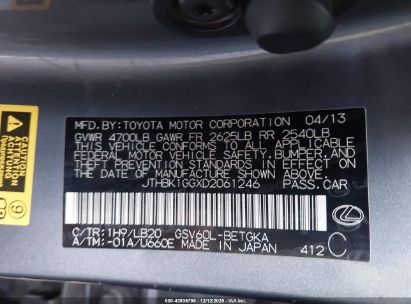 MFD.BY:TOYOTA MOTOR CORPORATION 04/13
GVWR 4700LB GAWR FR 2625LB RR 2540LB
THIS VEHICLE CONFORMS TO ALL APPLICABLE
FEDERAL MOTOR VEHICLE SAFETY, BUMPER, AND
THEFT PREVENTION STANDARDS IN EFFECT ON
THE DATE OF MANUFACTURE SHOWN ABOVE.
JTHBK1GGXD2061246 PASS.CAR
C/TR:1H9/LB20 GSV60L-BETGKA
A/TM:-01A/U660E MADE IN JAPAN 412 C